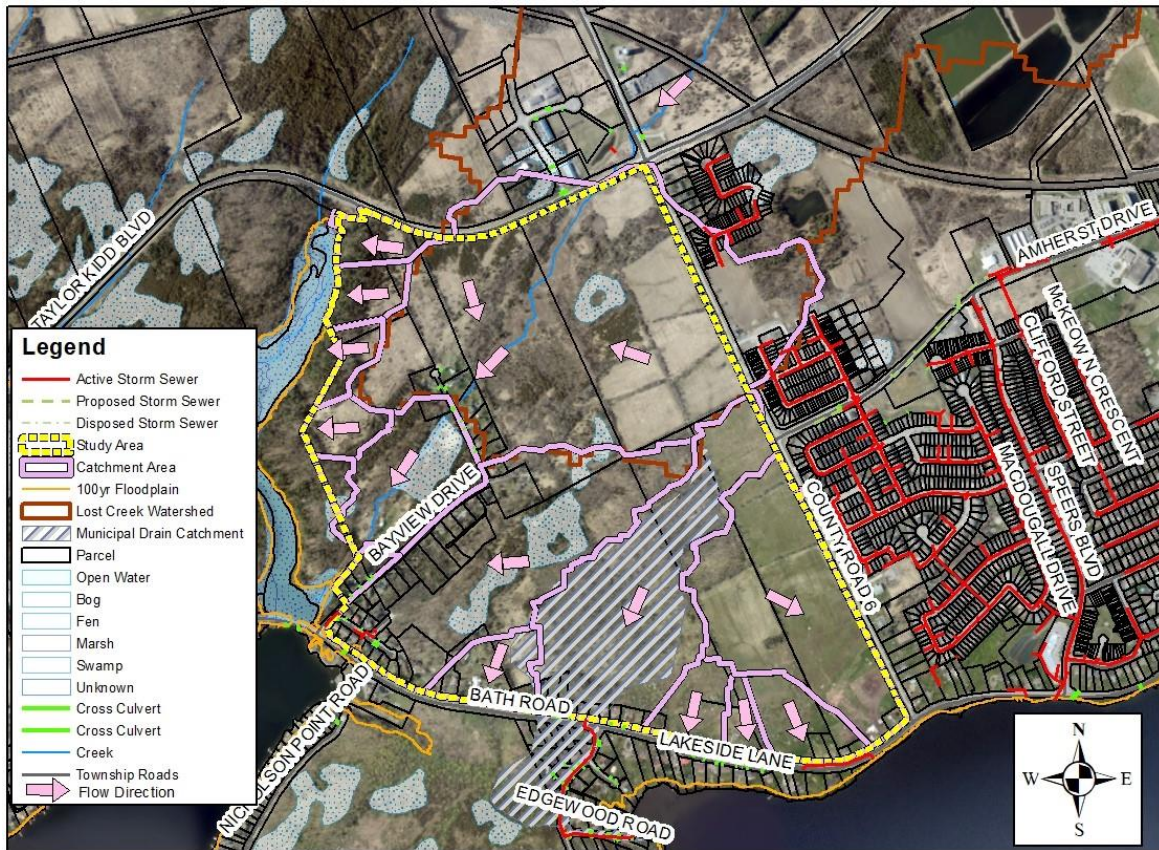 TAYLOR KIDD BLVD
AMHERST DRIVE
McKEOWN CRESCENT
CLIFFORD STREET
SPEERS BLVD
MACDOUGALL DRIVE
COUNTY ROAD 6
BAYVIEW DRIVE
BATH ROAD
LAKESIDE LANE
NICHOLSON POINT ROAD
EDGEWOOD ROAD
Legend
Active Storm Sewer
Proposed Storm Sewer
Disposed Storm Sewer
Study Area
Catchment Area
100yr Floodplain
Lost Creek Watershed
Municipal Drain Catchment
Parcel
Open Water
Bog
Fen
Marsh
Swamp
Unknown
Cross Culvert
Cross Culvert
Creek
Township Roads
Flow Direction
N
W E
S